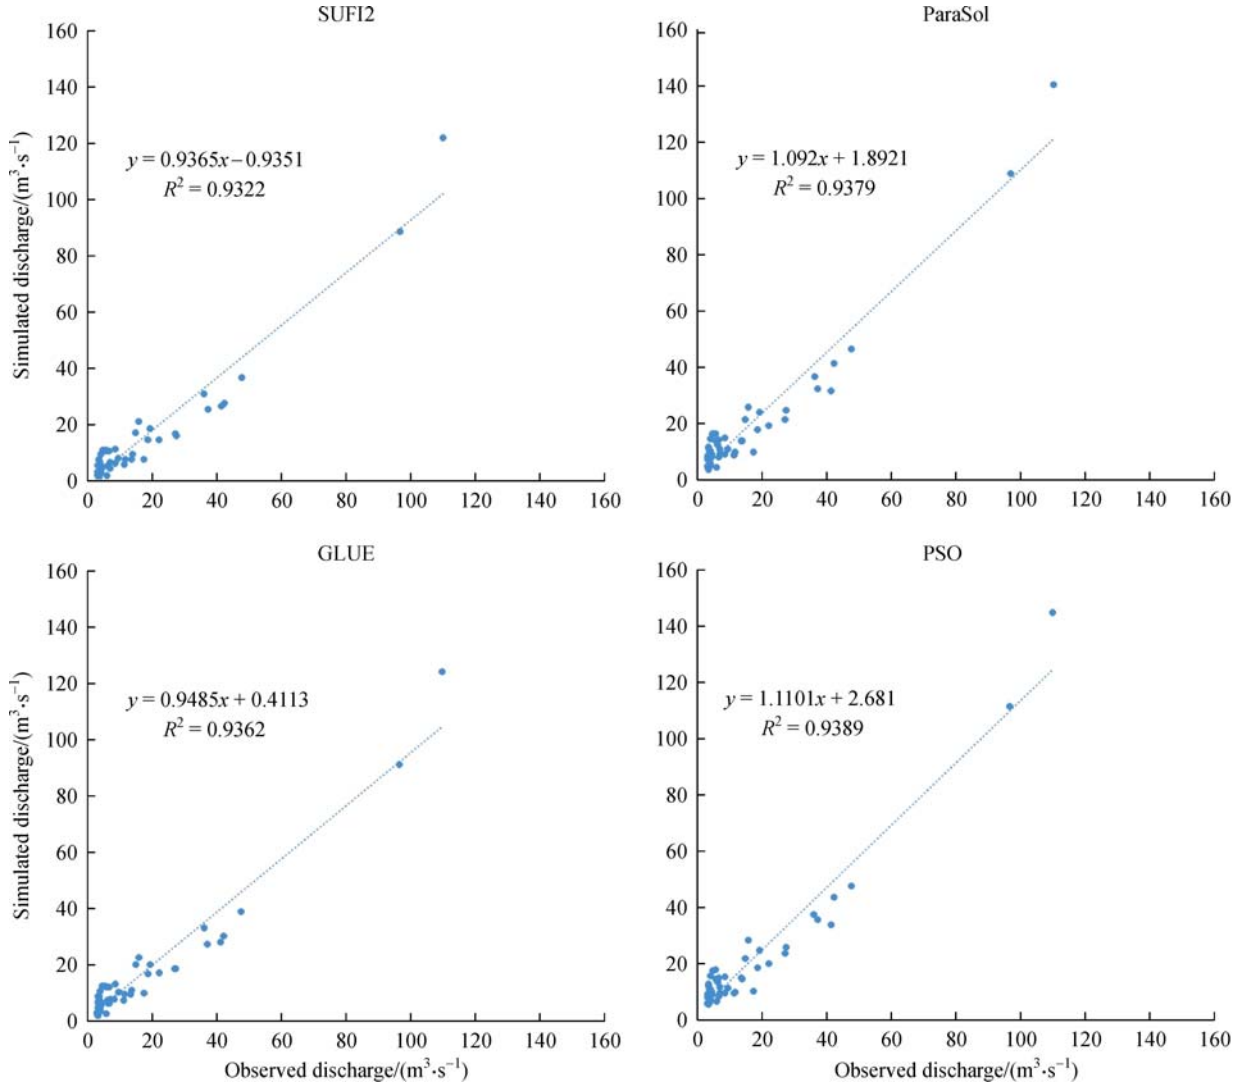 SUFI2
160
140
120
100
80
60
40
20
0
y = 0.9365x − 0.9351
R² = 0.9322
Simulated discharge/(m³·s⁻¹)
0 20 40 60 80 100 120 140 160
ParaSol
160
140
120
100
80
60
40
20
0
y = 1.092x + 1.8921
R² = 0.9379
0 20 40 60 80 100 120 140 160
GLUE
160
140
120
100
80
60
40
20
0
y = 0.9485x + 0.4113
R² = 0.9362
Simulated discharge/(m³·s⁻¹)
0 20 40 60 80 100 120 140 160
Observed discharge/(m³·s⁻¹)
PSO
160
140
120
100
80
60
40
20
0
y = 1.1101x + 2.681
R² = 0.9389
0 20 40 60 80 100 120 140 160
Observed discharge/(m³·s⁻¹)